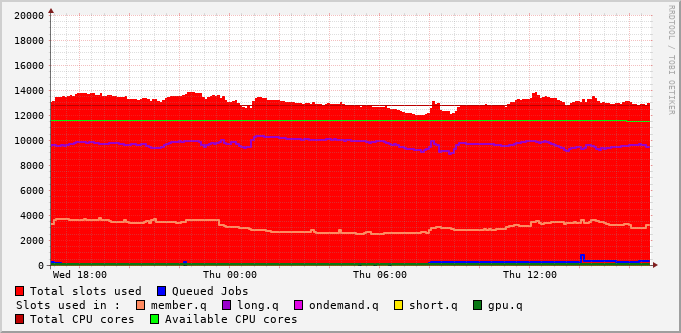 20000
18000
16000
14000
12000
10000
8000
6000
4000
2000
0
Wed 18:00 Thu 00:00 Thu 06:00 Thu 12:00
RRDTOOL / TOBI OETIKER
Total slots used Queued Jobs
Slots used in : member.q long.q ondemand.q short.q gpu.q
Total CPU cores Available CPU cores